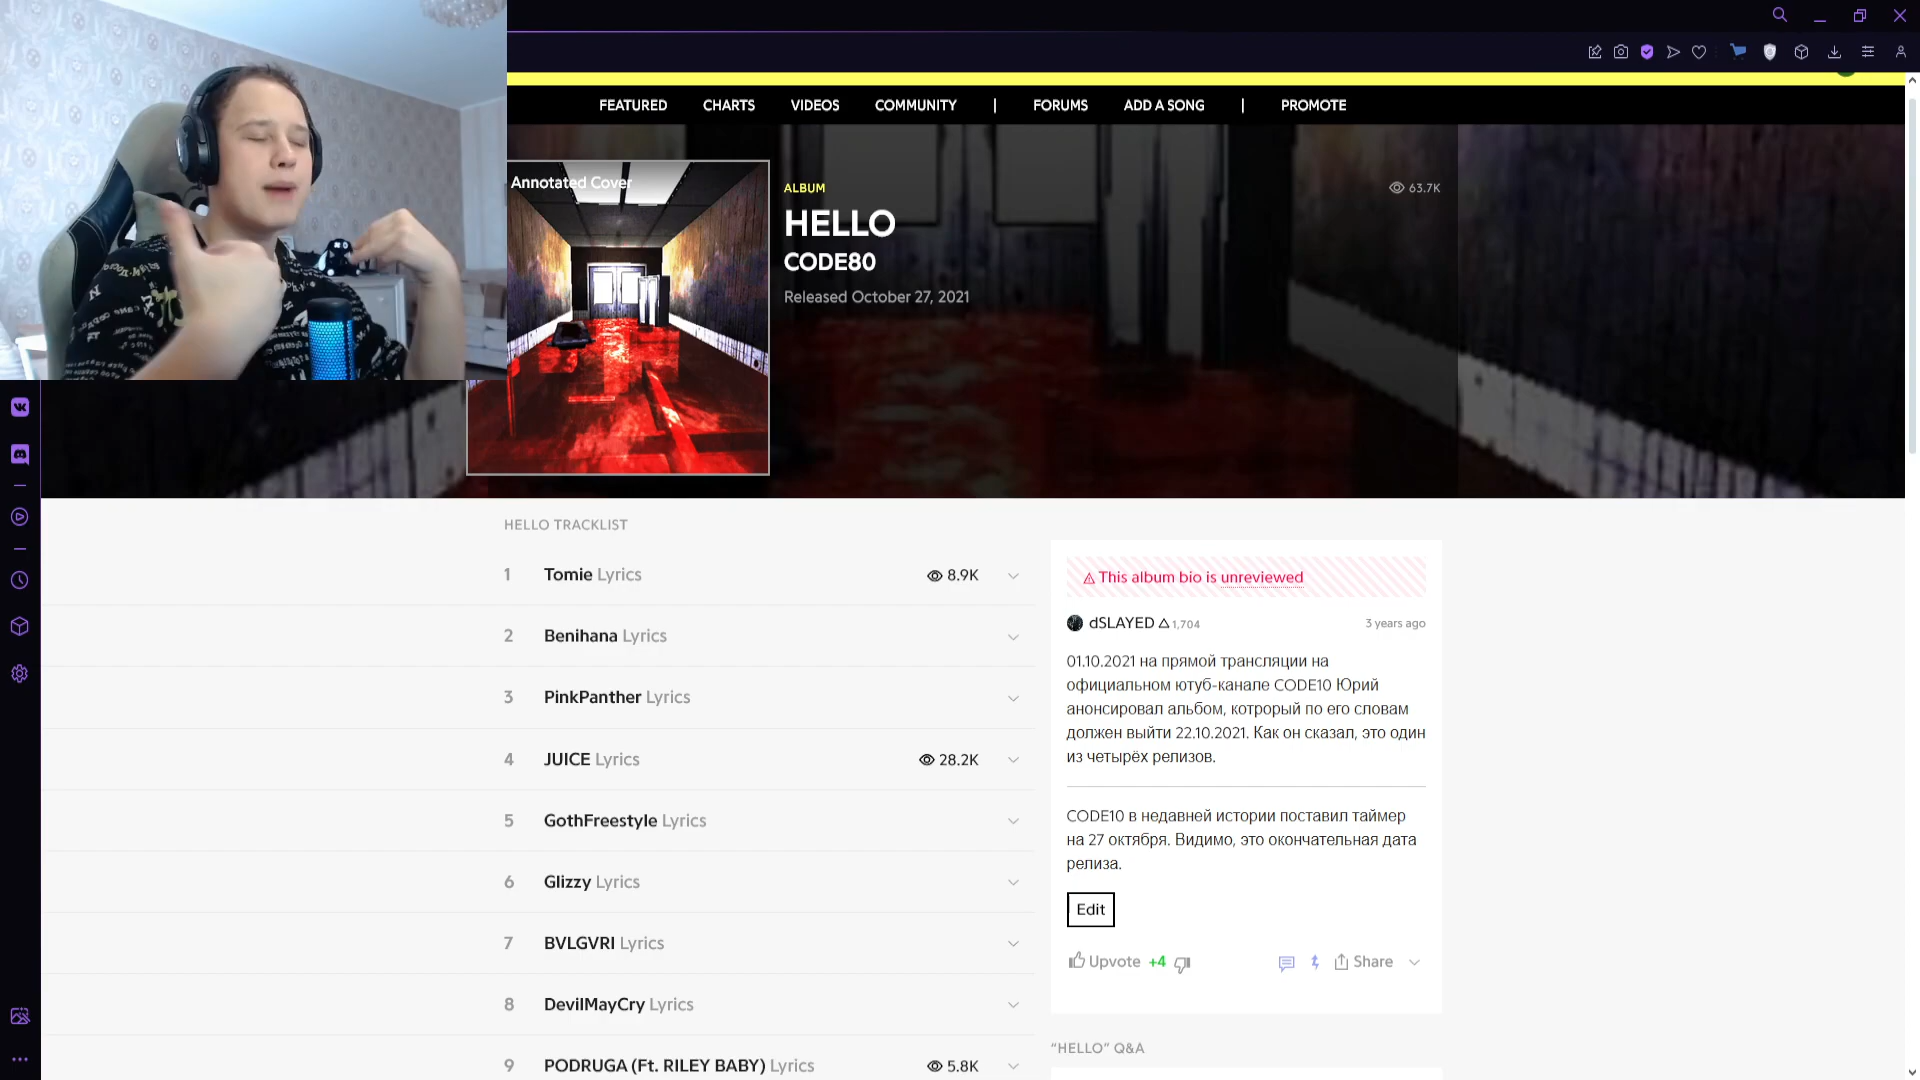 FEATURED CHARTS VIDEOS COMMUNITY | FORUMS ADD A SONG | PROMOTE
Annotated Cover
ALBUM
63.7K
HELLO
CODE80
Released October 27, 2021
HELLO TRACKLIST
1 Tomie Lyrics 8.9K
2 Benihana Lyrics
3 PinkPanther Lyrics
4 JUICE Lyrics 28.2K
5 GothFreestyle Lyrics
6 Glizzy Lyrics
7 BVLGVRI Lyrics
8 DevilMayCry Lyrics
9 PODRUGA (Ft. RILEY BABY) Lyrics 5.8K
This album bio is unreviewed
dSLAYED 1,704 3 years ago
01.10.2021 на прямой трансляции на
официальном ютуб-канале CODE10 Юрий
анонсировал альбом, котрорый по его словам
должен выйти 22.10.2021. Как он сказал, это один
из четырёх релизов.
CODE10 в недавней истории поставил таймер
на 27 октября. Видимо, это окончательная дата
релиза.
Edit
Upvote +4 Share
“HELLO” Q&A